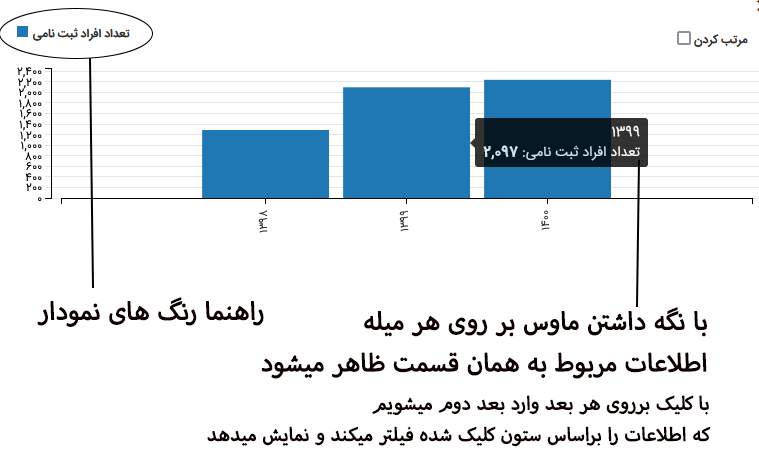 تعداد افراد ثبت نامی
مرتب کردن
۲,۴۰۰
۲,۲۰۰
۲,۰۰۰
۱,۸۰۰
۱,۶۰۰
۱,۴۰۰
۱,۲۰۰
۱,۰۰۰
۸۰۰
۶۰۰
۴۰۰
۲۰۰
۰
۱۳۹۹
تعداد افراد ثبت نامی: ۲,۰۹۷
۱۳۹۸
۱۳۹۹
۱۴۰۰
راهنما رنگ های نمودار
با نگه داشتن ماوس بر روی هر میله
اطلاعات مربوط به همان قسمت ظاهر میشود
با کلیک برروی هر بعد وارد بعد دوم میشویم
که اطلاعات را براساس ستون کلیک شده فیلتر میکند و نمایش میدهد